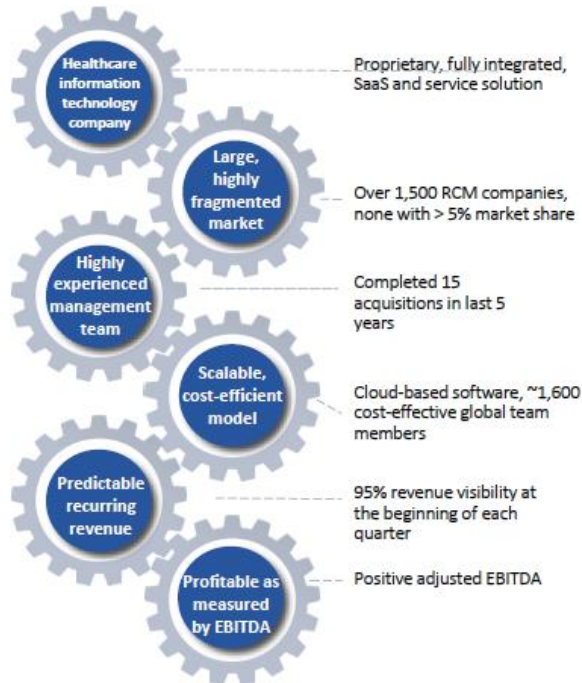 Healthcare
information
technology
company
Proprietary, fully integrated,
SaaS and service solution
Large,
highly
fragmented
market
Over 1,500 RCM companies,
none with > 5% market share
Highly
experienced
management
team
Completed 15
acquisitions in last 5
years
Scalable,
cost-efficient
model
Cloud-based software, ~1,600
cost-effective global team
members
Predictable
recurring
revenue
95% revenue visibility at
the beginning of each
quarter
Profitable as
measured
by EBITDA
Positive adjusted EBITDA